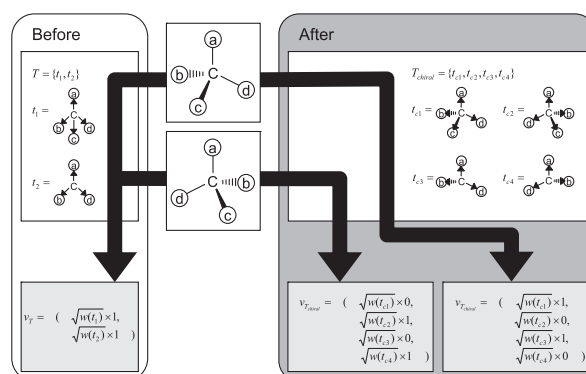 Before
T = {t1, t2}
t1 =
a
C
b
d
c
t2 =
a
C
b
d
vT = ( √w(t1) × 1,
√w(t2) × 1 )
a
b
C
d
c
a
C
b
d
c
After
Tchiral = {tc1, tc2, tc3, tc4}
tc1 =
a
b
C
d
c
tc2 =
a
C
b
d
c
tc3 =
a
b
C
d
tc4 =
a
C
b
d
vTchiral = ( √w(tc1) × 0,
√w(tc2) × 1,
√w(tc3) × 0,
√w(tc4) × 1 )
vTchiral = ( √w(tc1) × 1,
√w(tc2) × 0,
√w(tc3) × 1,
√w(tc4) × 0 )